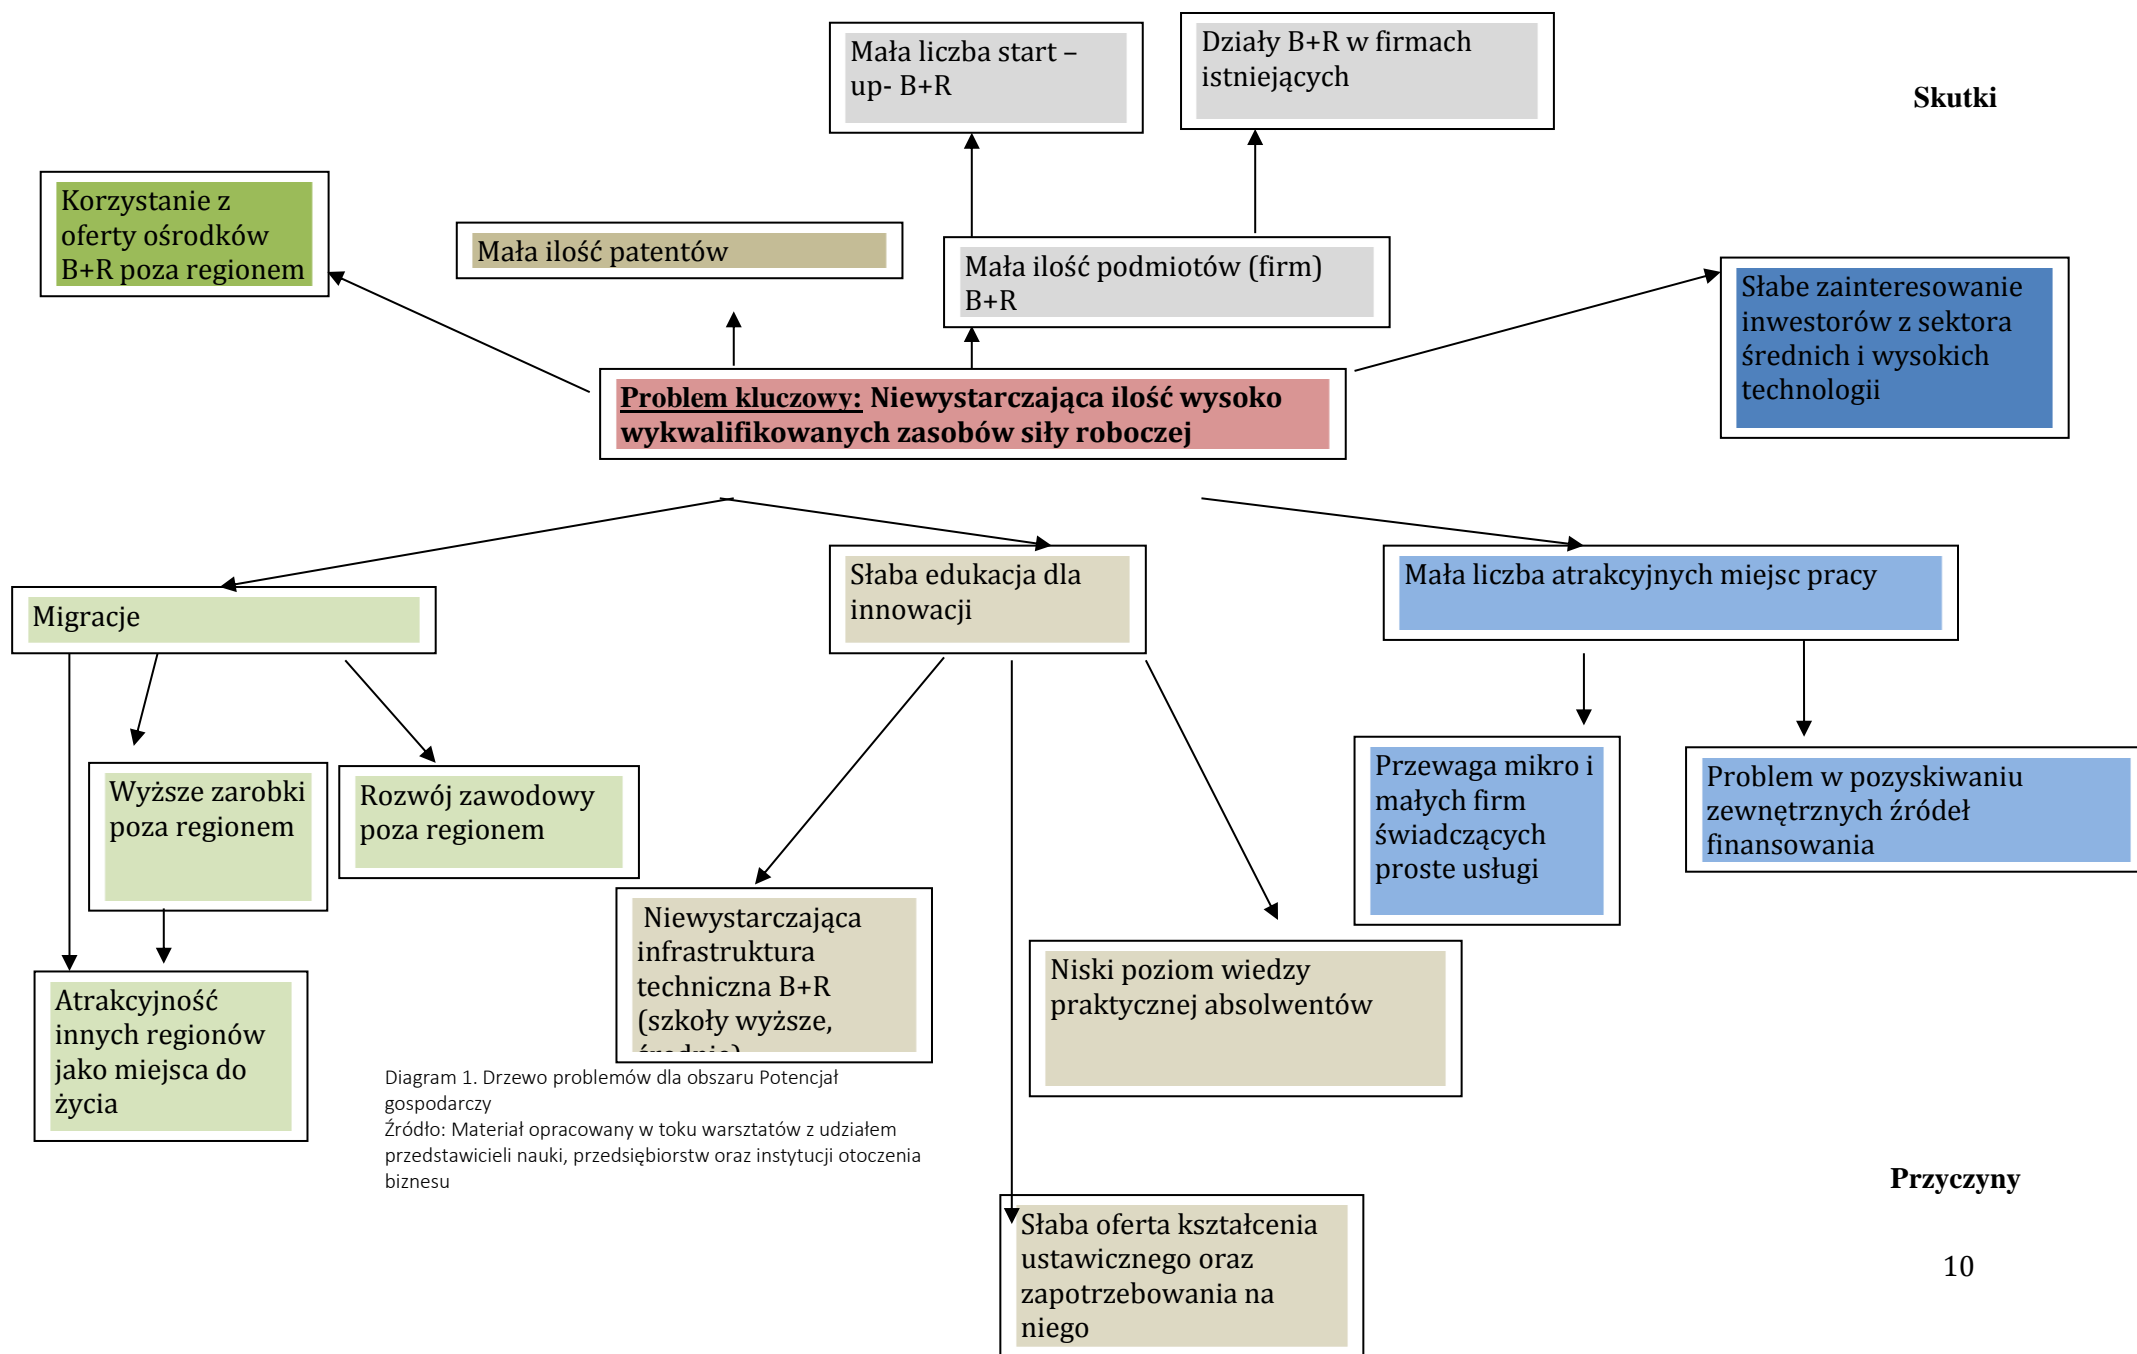 Mała liczba start –
up- B+R
Działy B+R w firmach
istniejących
Skutki
Korzystanie z
oferty ośrodków
B+R poza regionem
Mała ilość patentów
Mała ilość podmiotów (firm)
B+R
Słabe zainteresowanie
inwestorów z sektora
średnich i wysokich
technologii
Problem kluczowy: Niewystarczająca ilość wysoko
wykwalifikowanych zasobów siły roboczej
Migracje
Słaba edukacja dla
innowacji
Mała liczba atrakcyjnych miejsc pracy
Wyższe zarobki
poza regionem
Rozwój zawodowy
poza regionem
Przewaga mikro i
małych firm
świadczących
proste usługi
Problem w pozyskiwaniu
zewnętrznych źródeł
finansowania
Niewystarczająca
infrastruktura
techniczna B+R
(szkoły wyższe,
Niski poziom wiedzy
praktycznej absolwentów
Atrakcyjność
innych regionów
jako miejsca do
życia
Diagram 1. Drzewo problemów dla obszaru Potencjał
gospodarczy
Źródło: Materiał opracowany w toku warsztatów z udziałem
przedstawicieli nauki, przedsiębiorstw oraz instytucji otoczenia
biznesu
Przyczyny
Słaba oferta kształcenia
ustawicznego oraz
zapotrzebowania na
niego
10